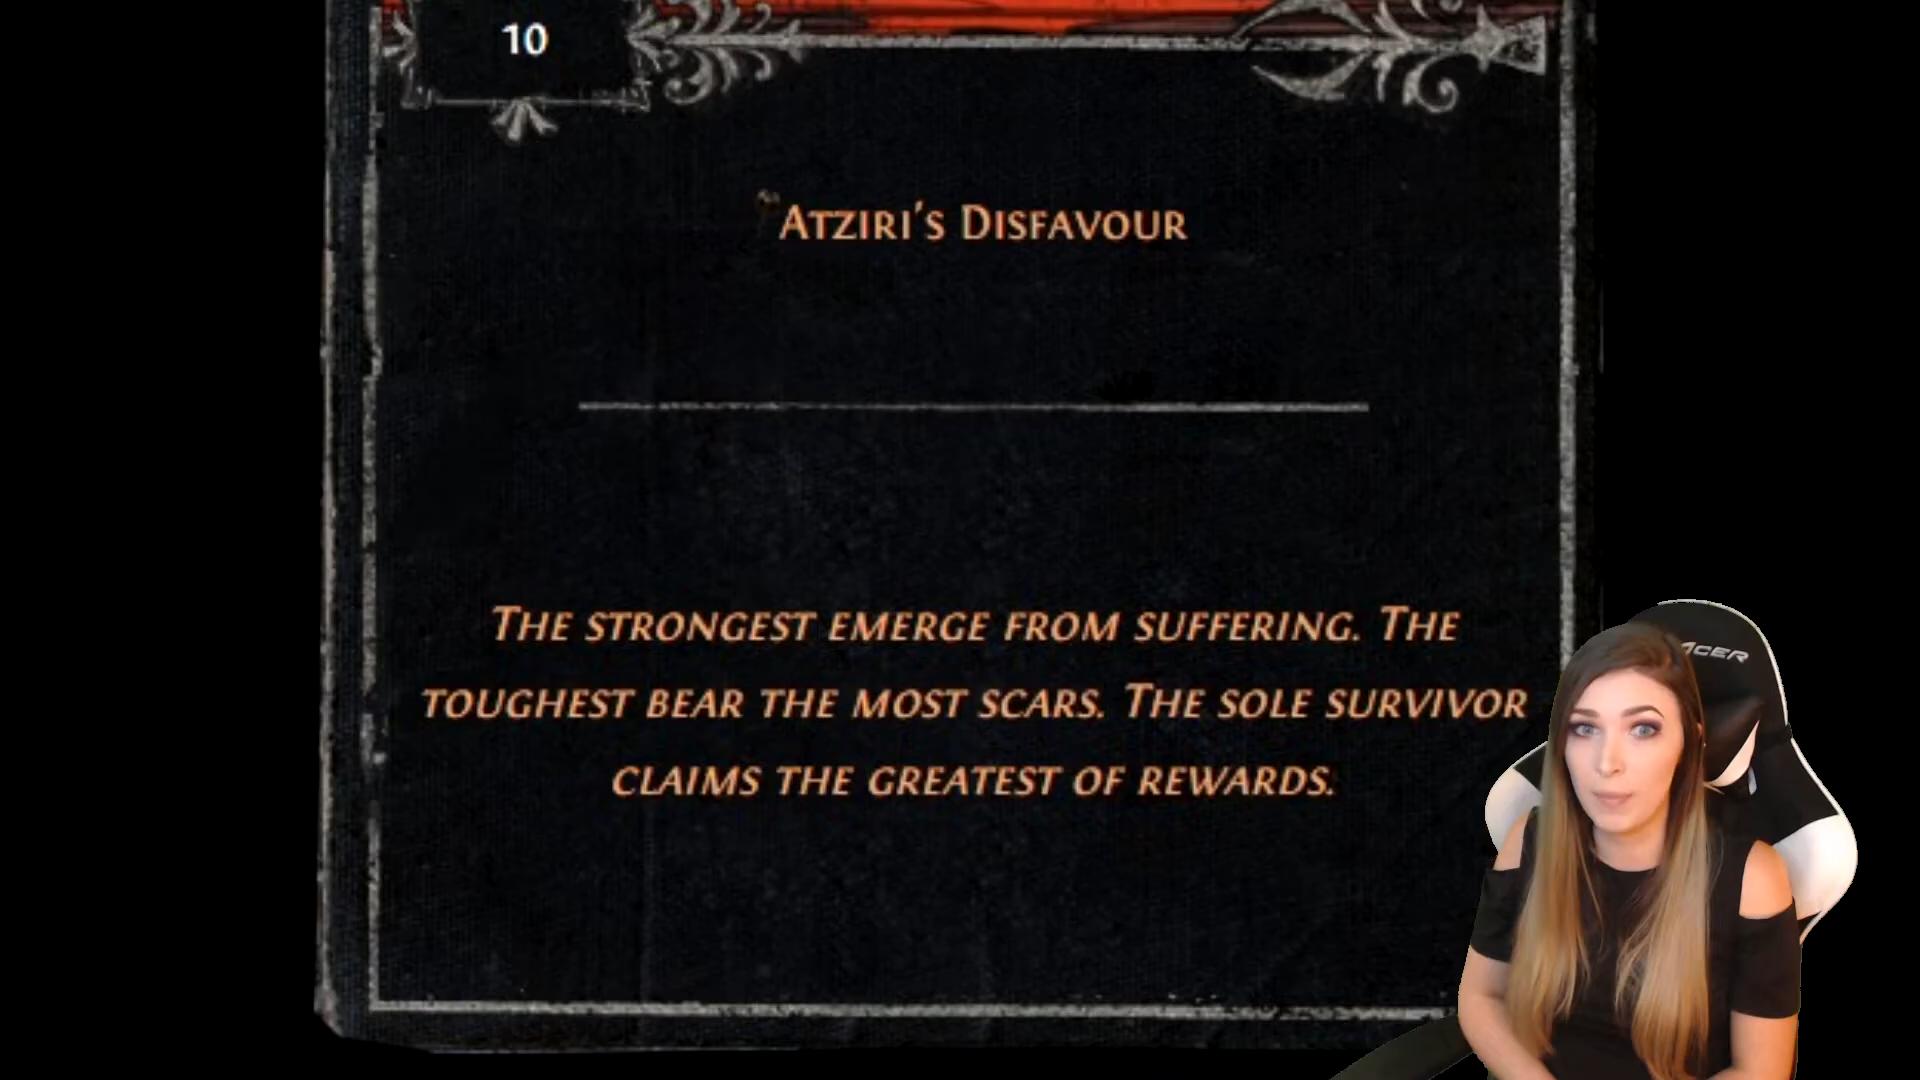 10
Atziri's Disfavour
The strongest emerge from suffering. The
toughest bear the most scars. The sole survivor
claims the greatest of rewards.
acer